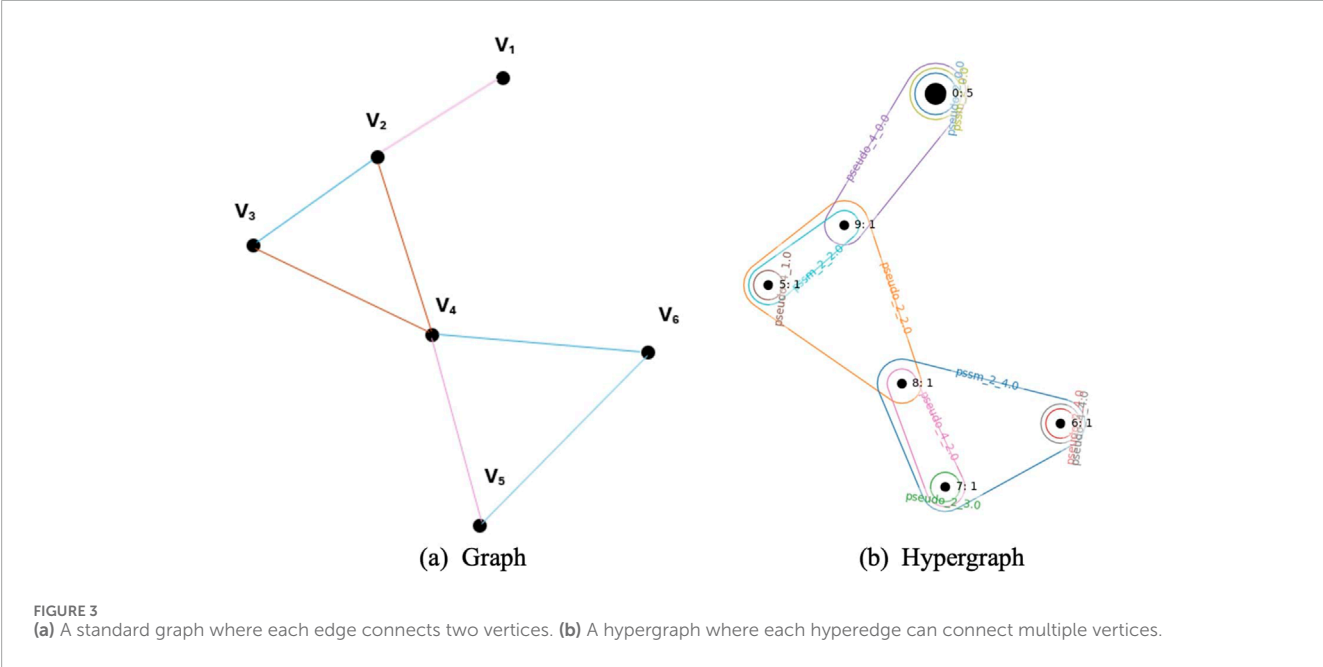 V₁
V₂
V₃
V₄
V₆
V₅
(a) Graph
0: 5
pseudo_4_0.0
9: 1
pssm_2_2.0
5: 1
pseudo_2_2.0
8: 1
pssm_2_4.0
pseudo_4_2.0
6: 1
7: 1
pseudo_2_3.0
(b) Hypergraph
FIGURE 3
(a) A standard graph where each edge connects two vertices. (b) A hypergraph where each hyperedge can connect multiple vertices.